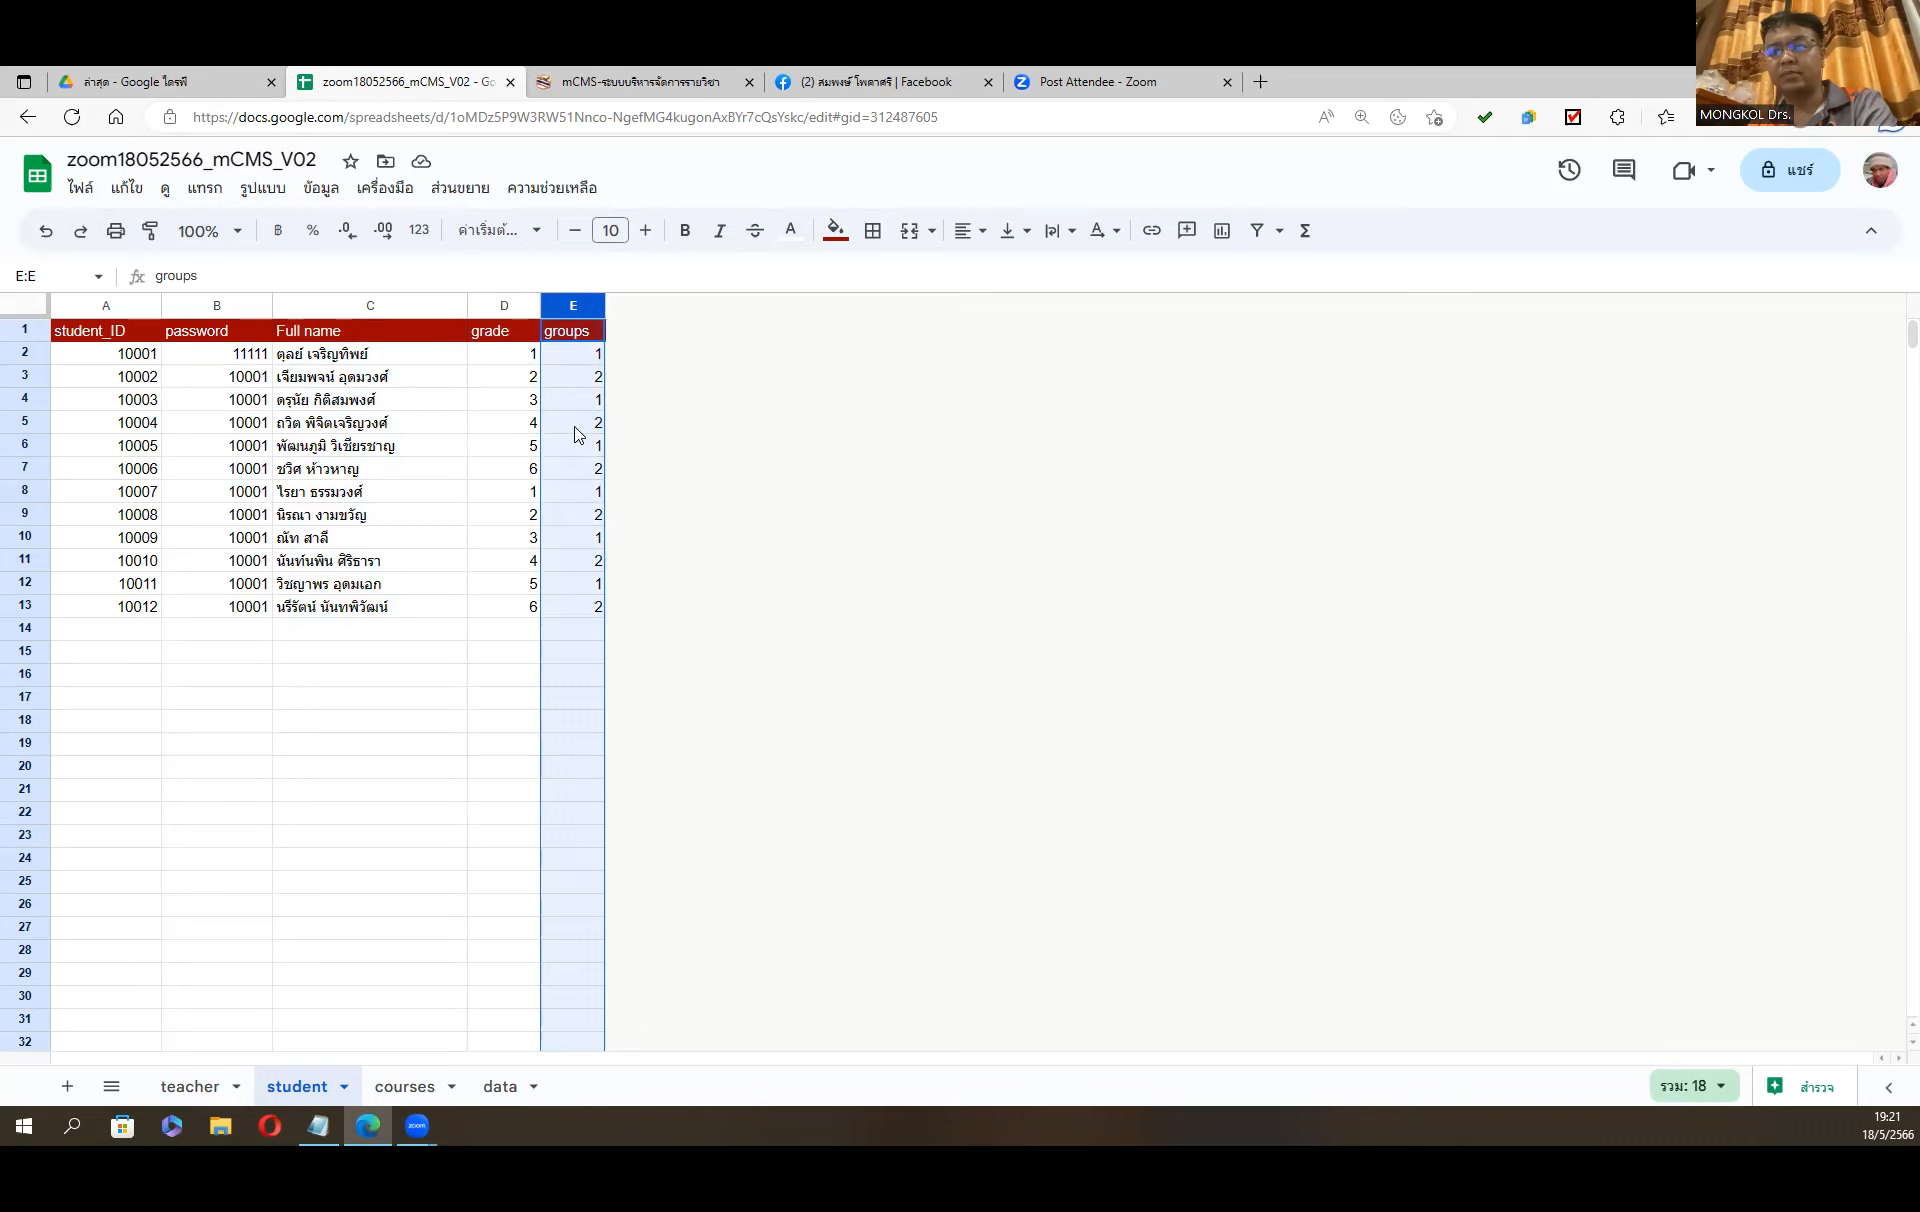 MONGKOL Drs.
ล่าสุด - Google ไดรฟ์
zoom18052566_mCMS_V02 - Go
mCMS-ระบบบริหารจัดการรายวิชา
(2) สมพงษ์ โพดาศรี | Facebook
Post Attendee - Zoom
https://docs.google.com/spreadsheets/d/1oMDz5P9W3RW51Nnco-NgefMG4kugonAxBYr7cQsYskc/edit#gid=312487605
zoom18052566_mCMS_V02
ไฟล์ แก้ไข ดู แทรก รูปแบบ ข้อมูล เครื่องมือ ส่วนขยาย ความช่วยเหลือ
แชร์
100% ฿ % .0 .00 123 ค่าเริ่มต้... 10 B I A A Σ
E:E fx groups
A B C D E
1 student_ID password Full name grade groups
2 10001 11111 ตุลย์ เจริญทิพย์ 1 1
3 10002 10001 เจียมพจน์ อุดมวงศ์ 2 2
4 10003 10001 ดรุนัย กิติสมพงศ์ 3 1
5 10004 10001 ถวิต พิจิตเจริญวงศ์ 4 2
6 10005 10001 พัฒนภูมิ วิเชียรชาญ 5 1
7 10006 10001 ชวิศ ห้าวหาญ 6 2
8 10007 10001 ไรยา ธรรมวงศ์ 1 1
9 10008 10001 นิรณา งามขวัญ 2 2
10 10009 10001 ณัท สาลี 3 1
11 10010 10001 นันท์นพิน ศิริธารา 4 2
12 10011 10001 วิชญาพร อุดมเอก 5 1
13 10012 10001 นรีรัตน์ นันทพิวัฒน์ 6 2
14
15
16
17
18
19
20
21
22
23
24
25
26
27
28
29
30
31
32
teacher student courses data
รวม: 18
สำรวจ
zoom
19:21
18/5/2566